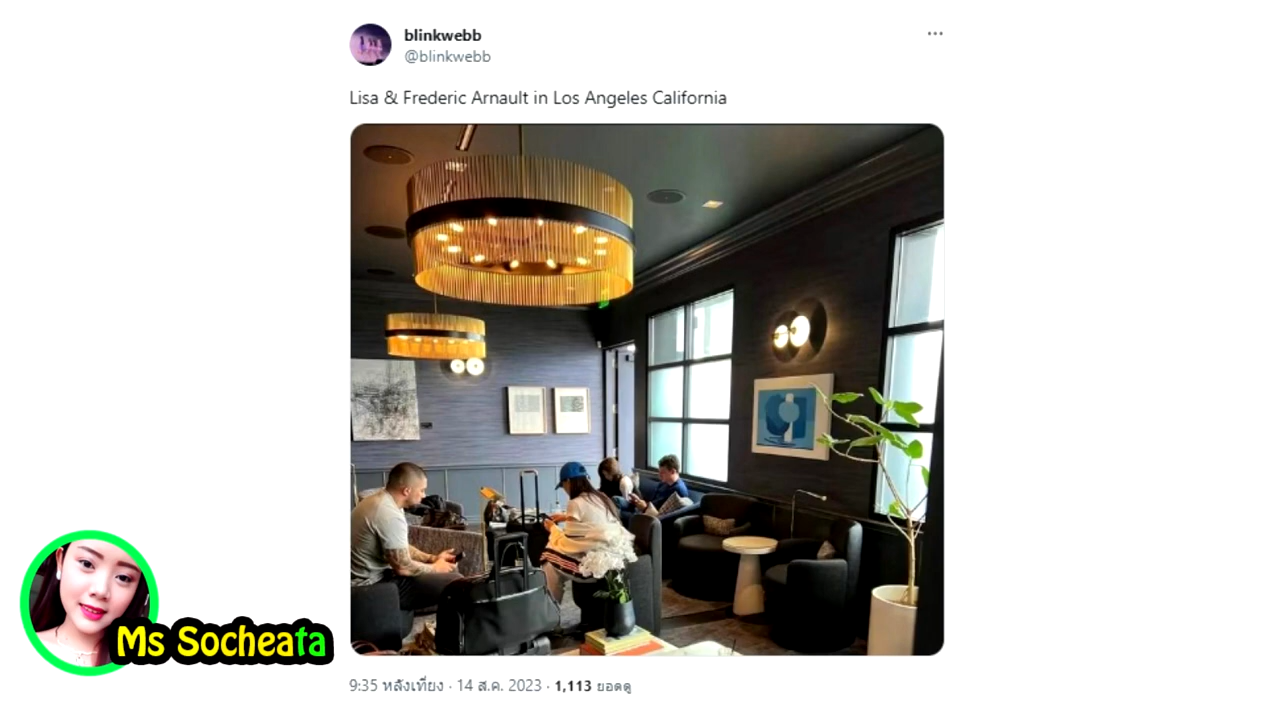 blinkwebb
@blinkwebb
Lisa & Frederic Arnault in Los Angeles California
Ms Socheata
9:35 หลังเที่ยง · 14 ส.ค. 2023 · 1,113 ยอดดู